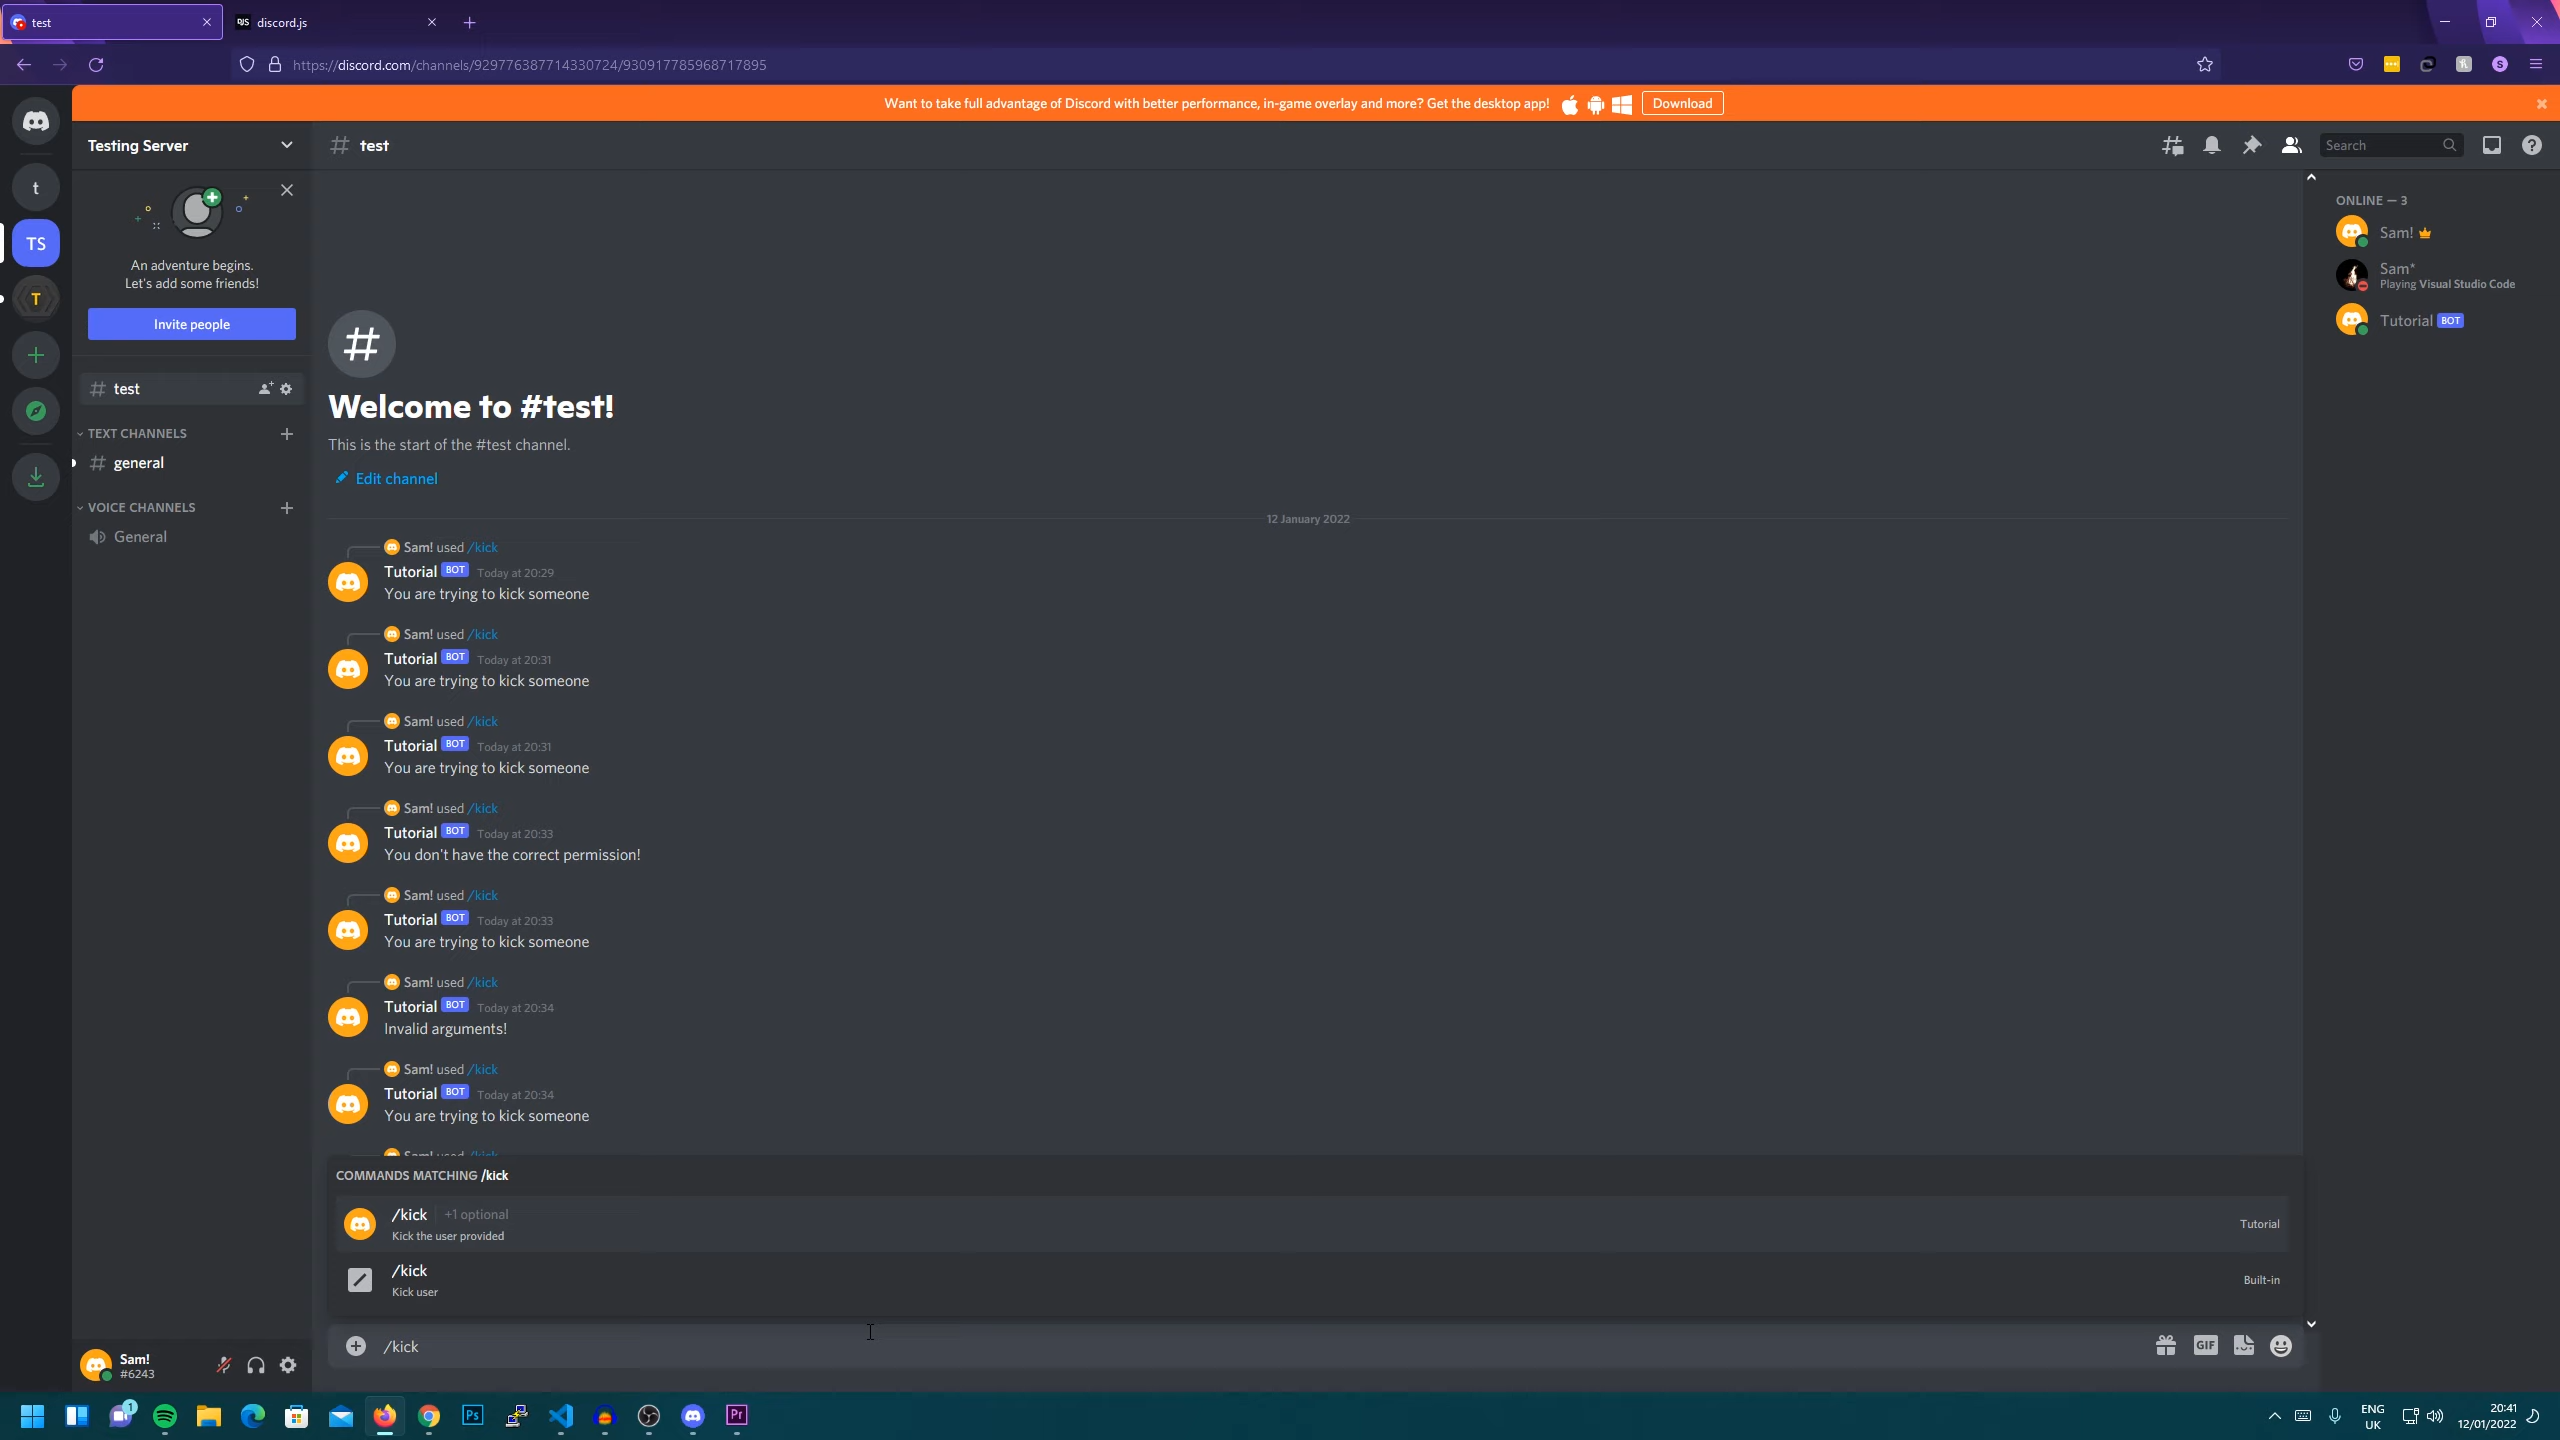 test
DJS discord.js
https://discord.com/channels/929776387714330724/930917785968717895
S
Want to take full advantage of Discord with better performance, in-game overlay and more? Get the desktop app!
Download
Testing Server
test
Search
t
TS
T
An adventure begins.
Let's add some friends!
Invite people
test
TEXT CHANNELS
general
VOICE CHANNELS
General
ONLINE — 3
Sam!
Sam*
Playing Visual Studio Code
Tutorial BOT
Welcome to #test!
This is the start of the #test channel.
Edit channel
12 January 2022
Sam! used /kick
Tutorial BOT Today at 20:29
You are trying to kick someone
Sam! used /kick
Tutorial BOT Today at 20:31
You are trying to kick someone
Sam! used /kick
Tutorial BOT Today at 20:31
You are trying to kick someone
Sam! used /kick
Tutorial BOT Today at 20:33
You don't have the correct permission!
Sam! used /kick
Tutorial BOT Today at 20:33
You are trying to kick someone
Sam! used /kick
Tutorial BOT Today at 20:34
Invalid arguments!
Sam! used /kick
Tutorial BOT Today at 20:34
You are trying to kick someone
Sam! used /kick
COMMANDS MATCHING /kick
/kick +1 optional
Kick the user provided
Tutorial
/kick
Kick user
Built-in
/kick
GIF
Sam!
#6243
1
Ps
Pr
ENG
UK
20:41
12/01/2022